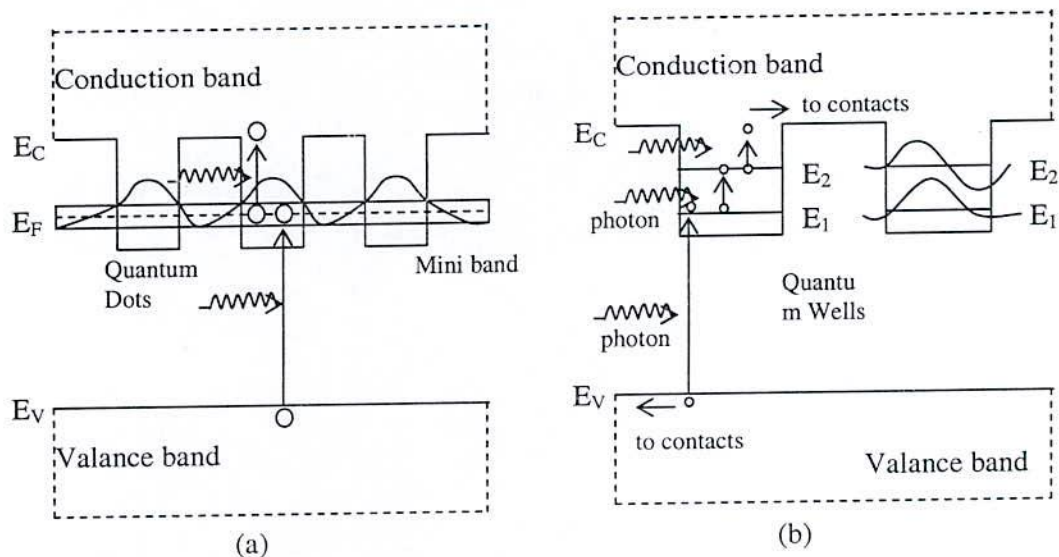 Conduction band
E_C
E_F
Quantum
Dots
Mini band
E_V
Valance band
(a)
Conduction band
to contacts
E_C
E_2
E_2
photon
E_1
E_1
Quantu
m Wells
photon
E_V
to contacts
Valance band
(b)